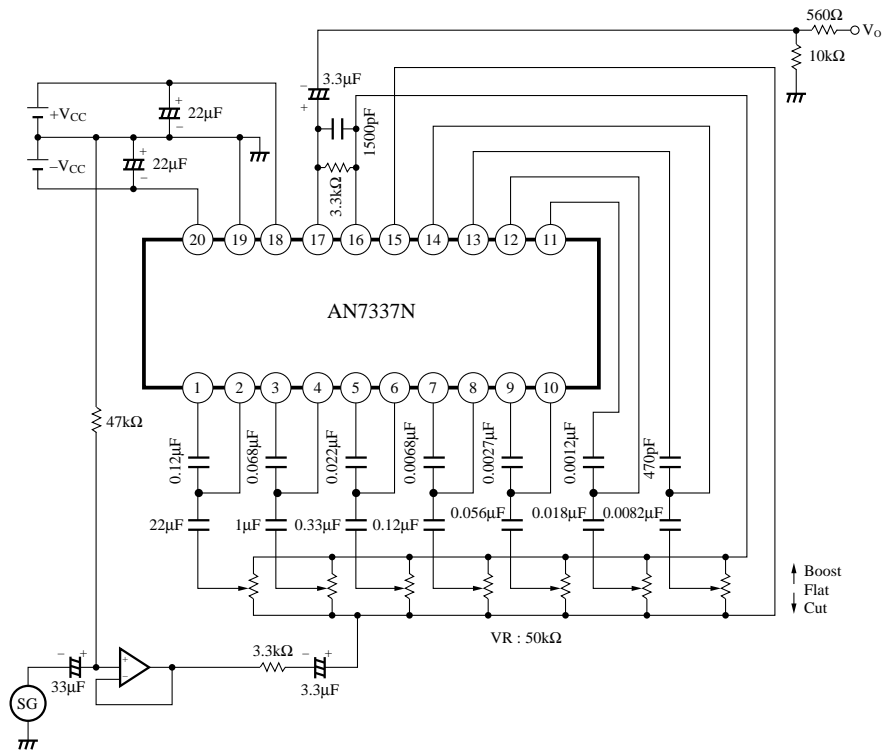 560Ω
V_O
10kΩ
3.3µF
−
+
+V_CC
+
−
22µF
−V_CC
+
−
22µF
1500pF
3.3kΩ
20
19
18
17
16
15
14
13
12
11
AN7337N
1
2
3
4
5
6
7
8
9
10
47kΩ
0.12µF
0.068µF
0.022µF
0.0068µF
0.0027µF
0.0012µF
470pF
22µF
1µF
0.33µF
0.12µF
0.056µF
0.018µF
0.0082µF
Boost
Flat
Cut
VR : 50kΩ
− +
33µF
+
−
3.3kΩ
− +
3.3µF
SG